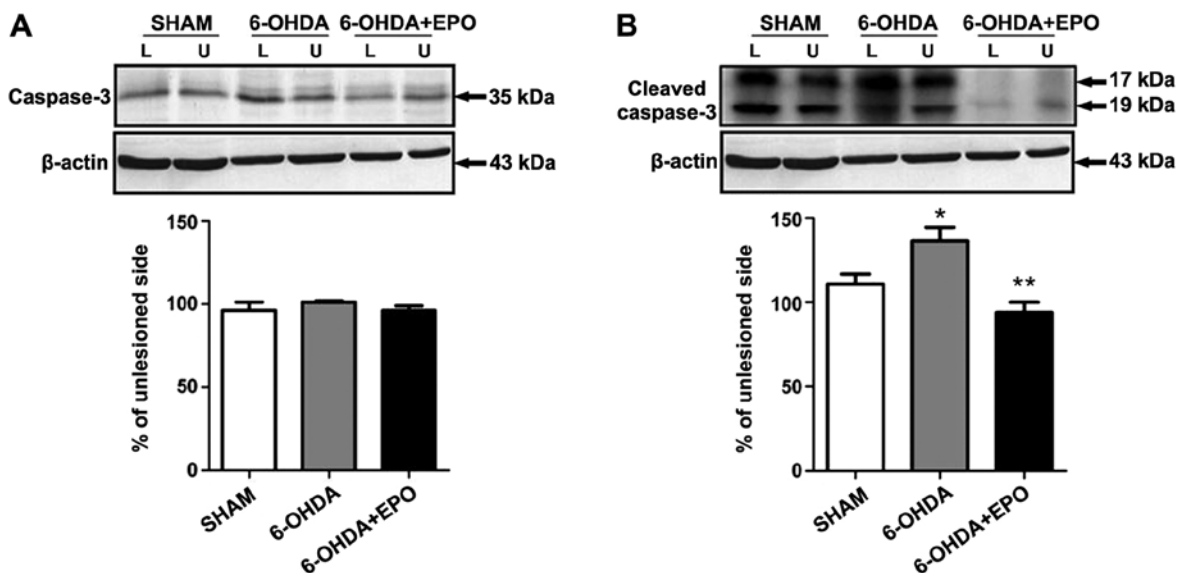 A
SHAM 6-OHDA 6-OHDA+EPO
L U L U L U
Caspase-3 35 kDa
β-actin 43 kDa
% of unlesioned side
150
100
50
0
SHAM
6-OHDA
6-OHDA+EPO
B
SHAM 6-OHDA 6-OHDA+EPO
L U L U L U
17 kDa
Cleaved
caspase-3 19 kDa
β-actin 43 kDa
% of unlesioned side
150
100
50
0
*
**
SHAM
6-OHDA
6-OHDA+EPO